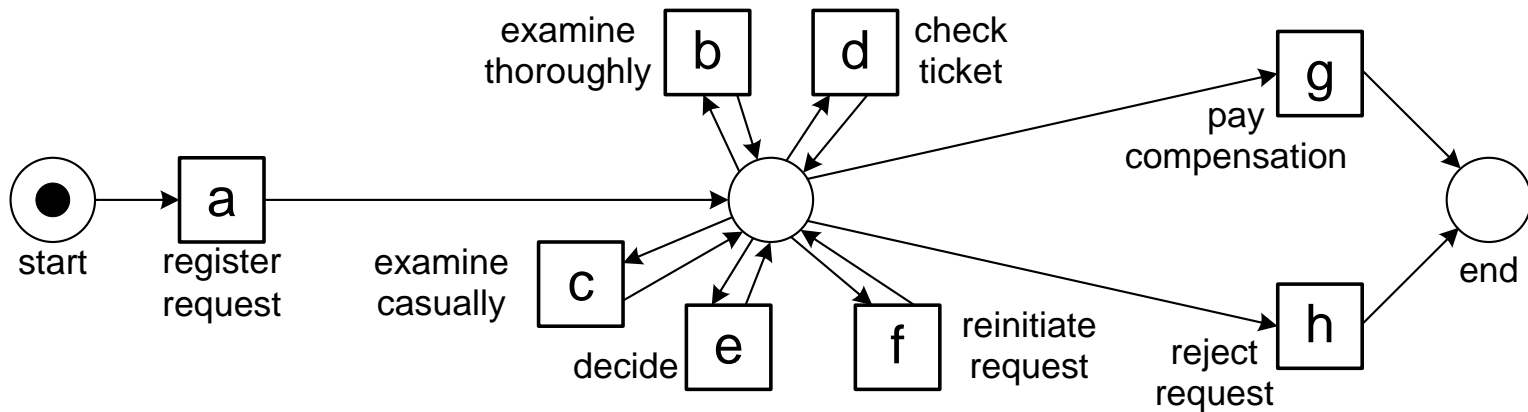 start
a
register
request
examine
thoroughly
b
d
check
ticket
examine
casually
c
decide
e
f
reinitiate
request
g
pay
compensation
reject
request
h
end